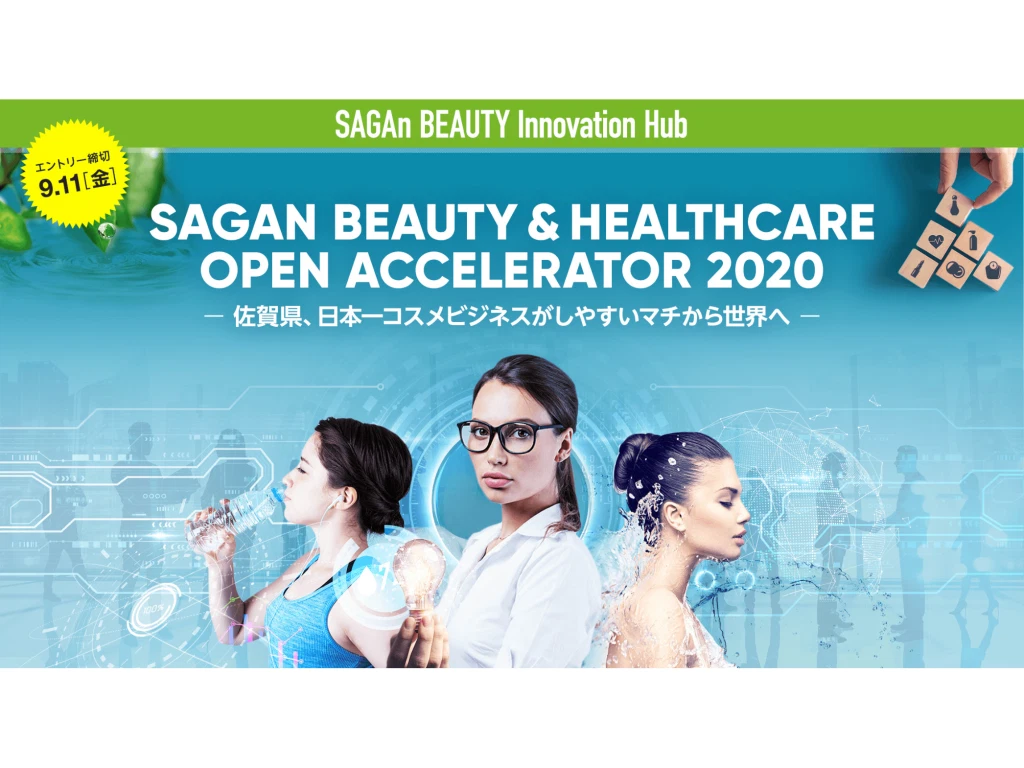 SAGAn BEAUTY Innovation Hub
エントリー締切
9.11[金]
SAGAN BEAUTY & HEALTHCARE
OPEN ACCELERATOR 2020
― 佐賀県、日本一コスメビジネスがしやすいマチから世界へ ―
100%